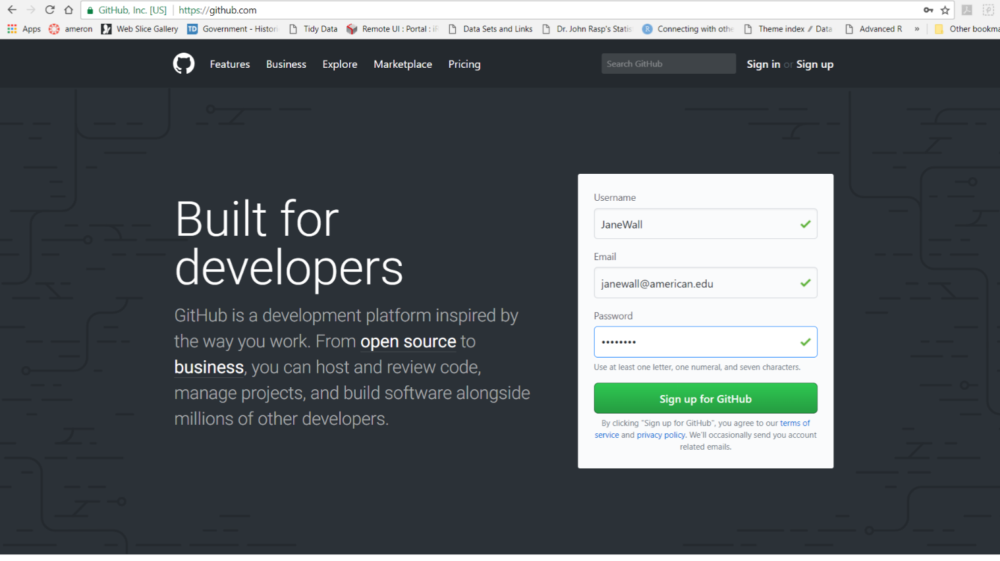 GitHub, Inc. [US] https://github.com
Apps ameron Web Slice Gallery TD Government - Histori Tidy Data Remote UI : Portal : iR Data Sets and Links Dr. John Rasp's Statis R Connecting with othe Theme index // Data Advanced R » Other bookma
Features Business Explore Marketplace Pricing Search GitHub Sign in or Sign up
Built for
developers
GitHub is a development platform inspired by
the way you work. From open source to
business, you can host and review code,
manage projects, and build software alongside
millions of other developers.
Username
JaneWall
Email
janewall@american.edu
Password
••••••••
Use at least one letter, one numeral, and seven characters.
Sign up for GitHub
By clicking "Sign up for GitHub", you agree to our terms of
service and privacy policy. We'll occasionally send you account
related emails.